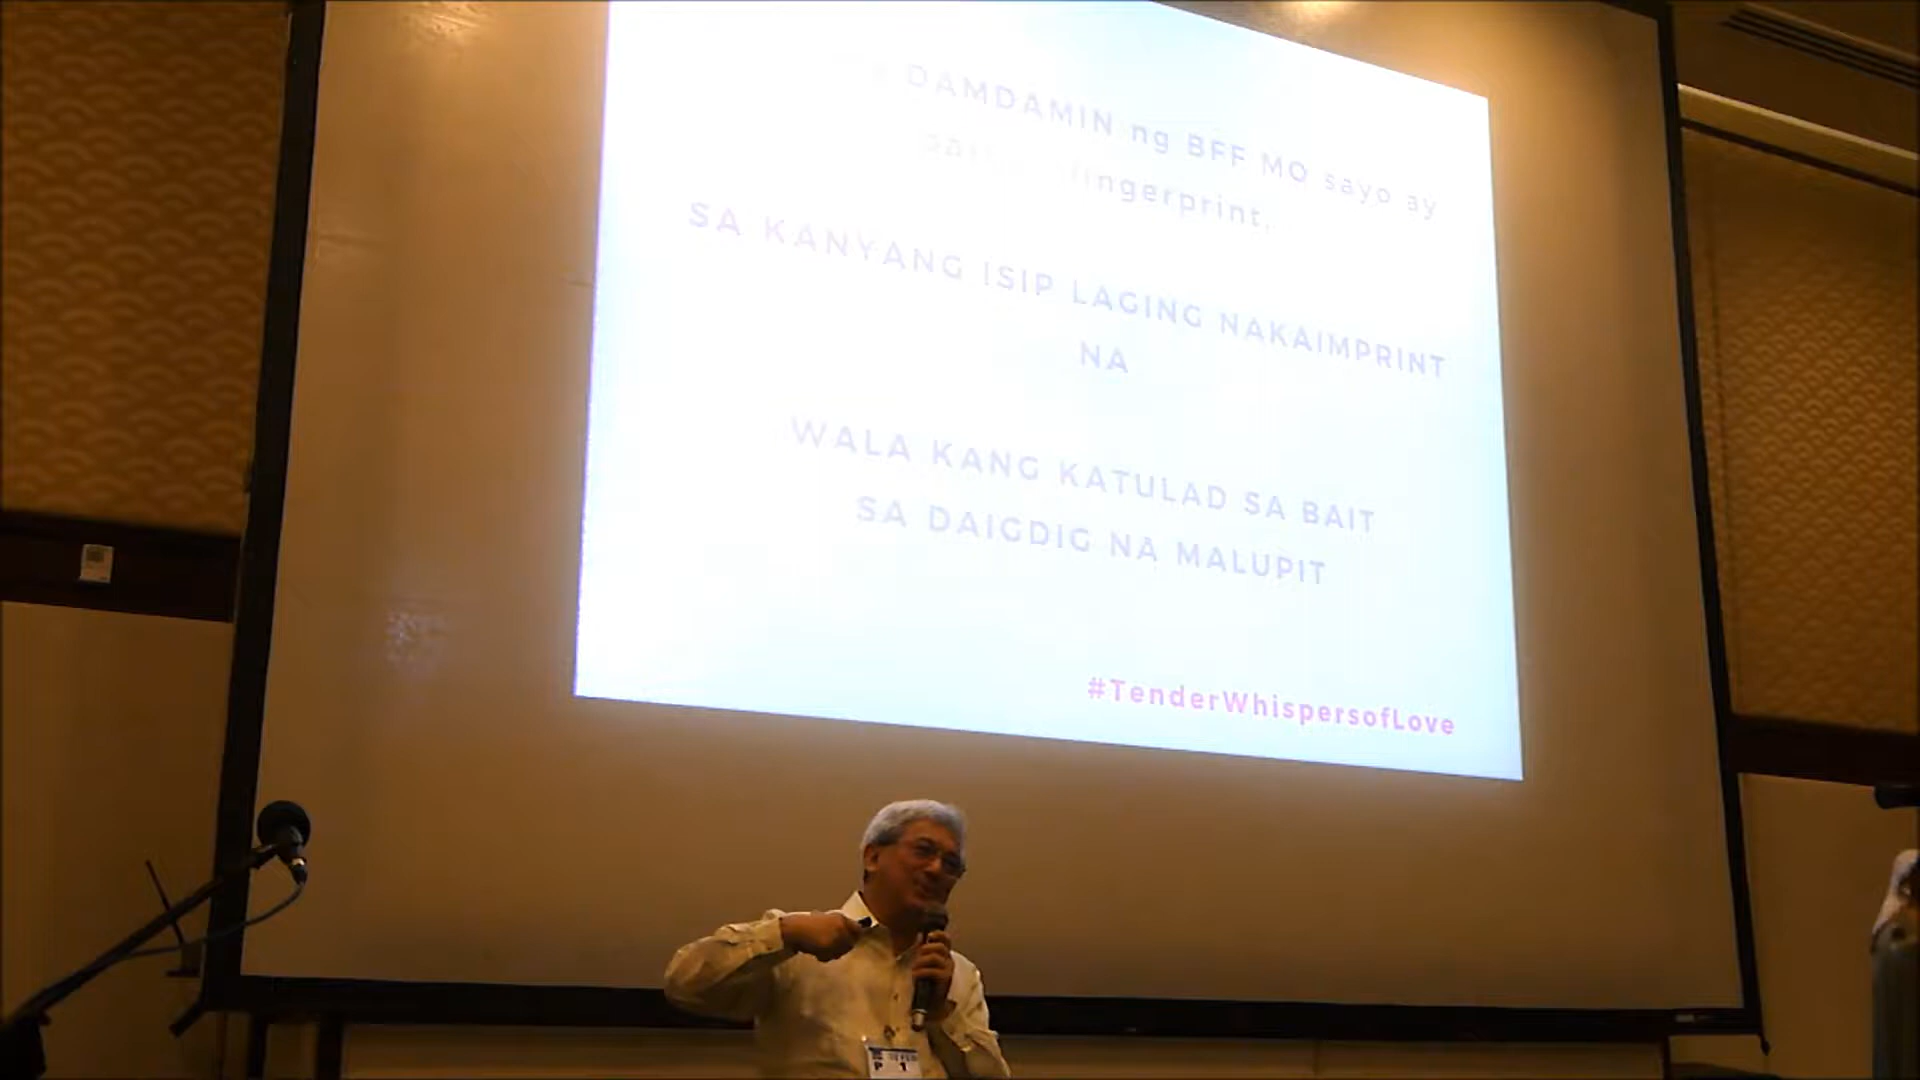 DAMDAMIN ng BFF MO sayo ay
fingerprint,
SA KANYANG ISIP LAGING NAKAIMPRINT
NA
WALA KANG KATULAD SA BAIT
SA DAIGDIG NA MALUPIT
#TenderWhispersofLove
P 1